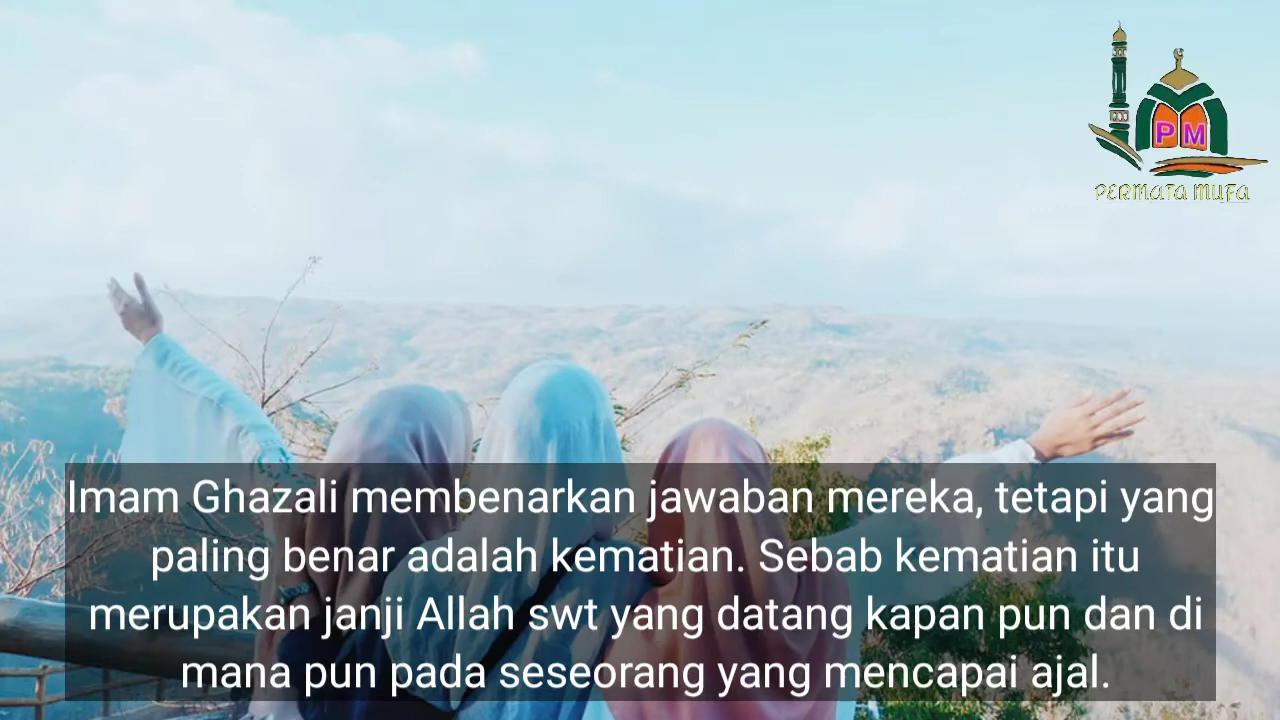 PM
PERMATA MUFA
Imam Ghazali membenarkan jawaban mereka, tetapi yang
paling benar adalah kematian. Sebab kematian itu
merupakan janji Allah swt yang datang kapan pun dan di
mana pun pada seseorang yang mencapai ajal.